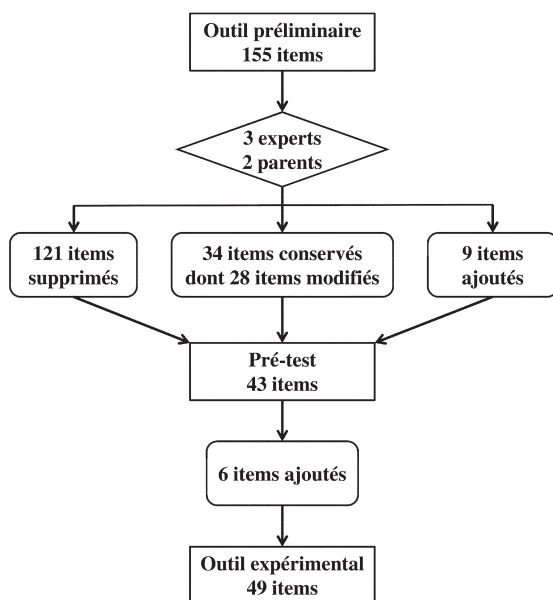 Outil préliminaire
155 items
3 experts
2 parents
121 items
supprimés
34 items conservés
dont 28 items modifiés
9 items
ajoutés
Pré-test
43 items
6 items ajoutés
Outil expérimental
49 items